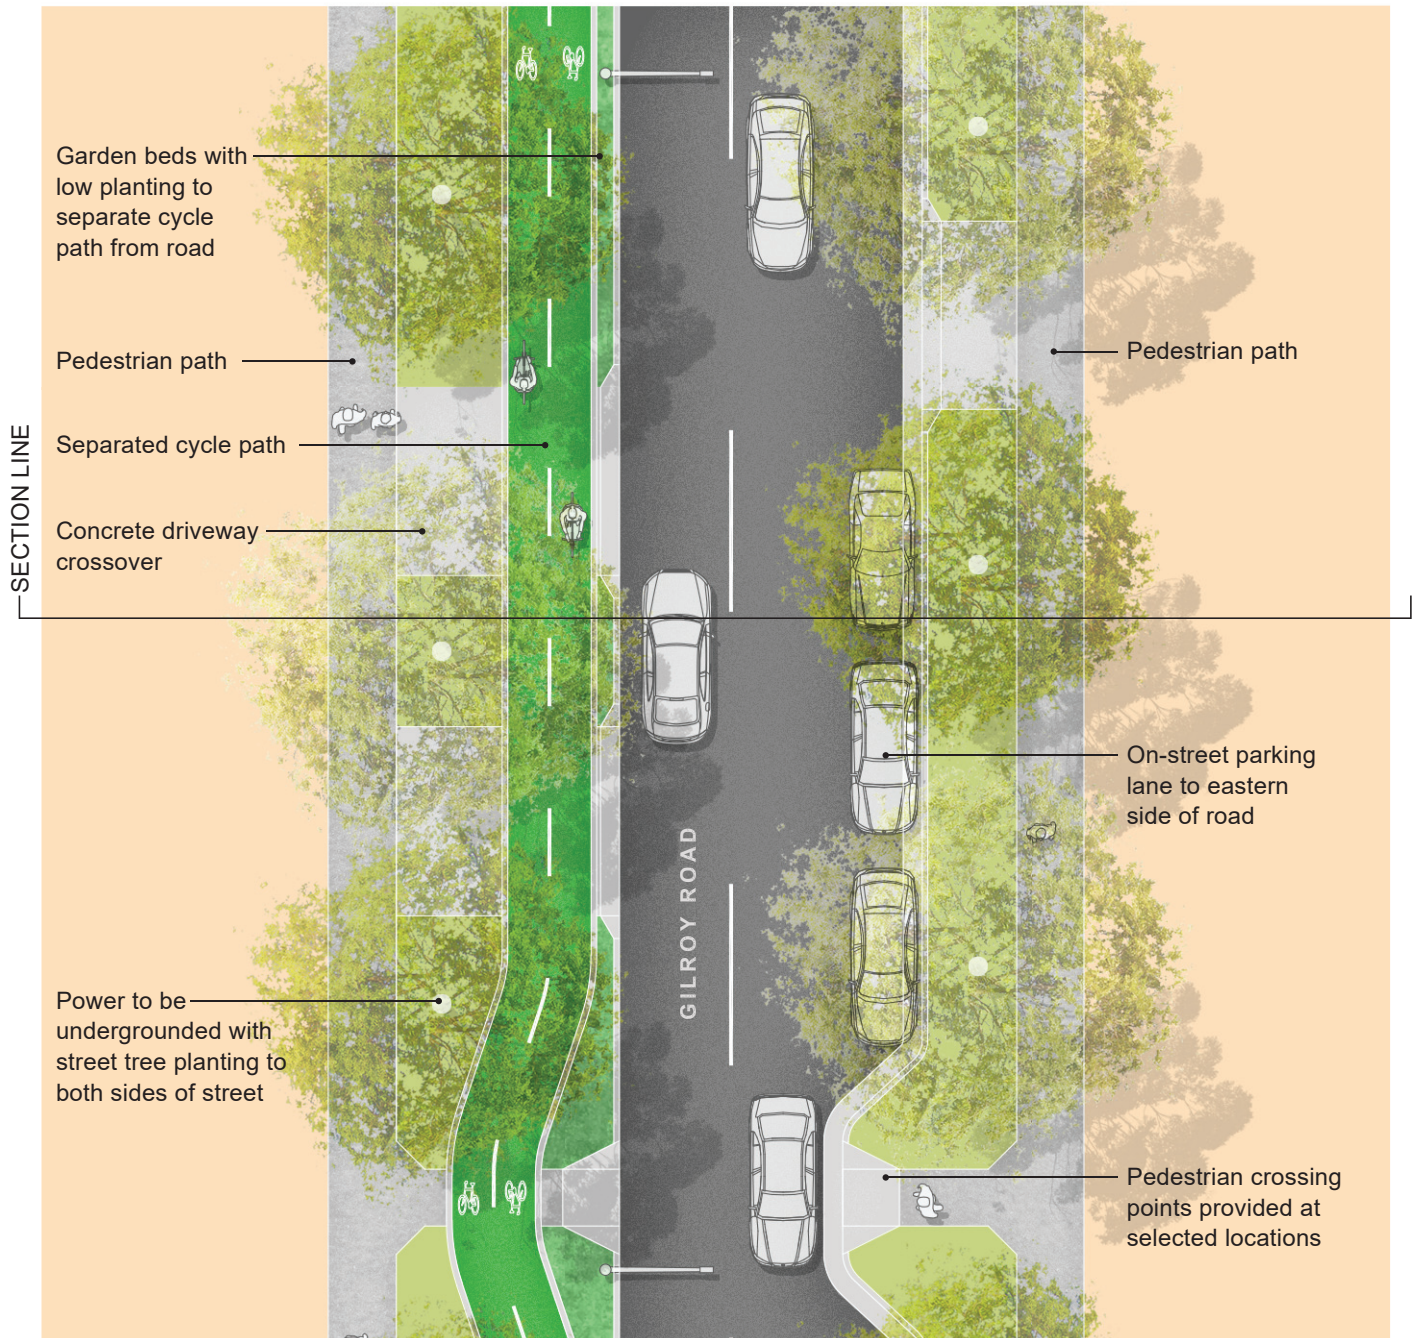 Garden beds with
low planting to
separate cycle
path from road
Pedestrian path
Separated cycle path
Concrete driveway
crossover
Power to be
undergrounded with
street tree planting to
both sides of street
SECTION LINE
GILROY ROAD
Pedestrian path
On-street parking
lane to eastern
side of road
Pedestrian crossing
points provided at
selected locations